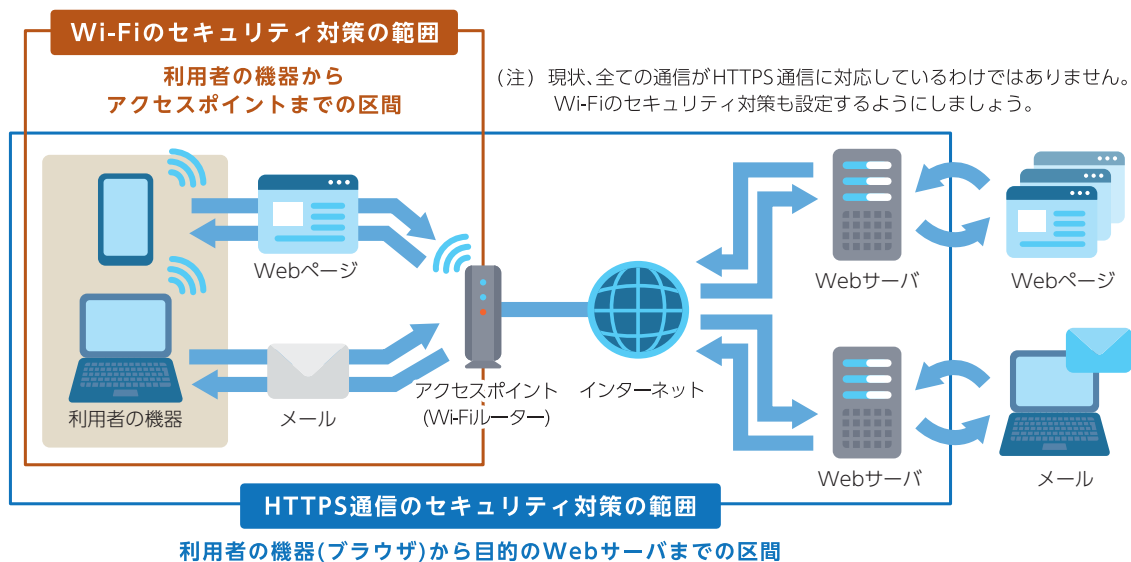 Wi-Fiのセキュリティ対策の範囲
利用者の機器から
アクセスポイントまでの区間
(注) 現状、全ての通信がHTTPS通信に対応しているわけではありません。
Wi-Fiのセキュリティ対策も設定するようにしましょう。
Webページ
Webサーバ
Webページ
利用者の機器
メール
アクセスポイント
(Wi-Fiルーター)
インターネット
Webサーバ
メール
HTTPS通信のセキュリティ対策の範囲
利用者の機器(ブラウザ)から目的のWebサーバまでの区間